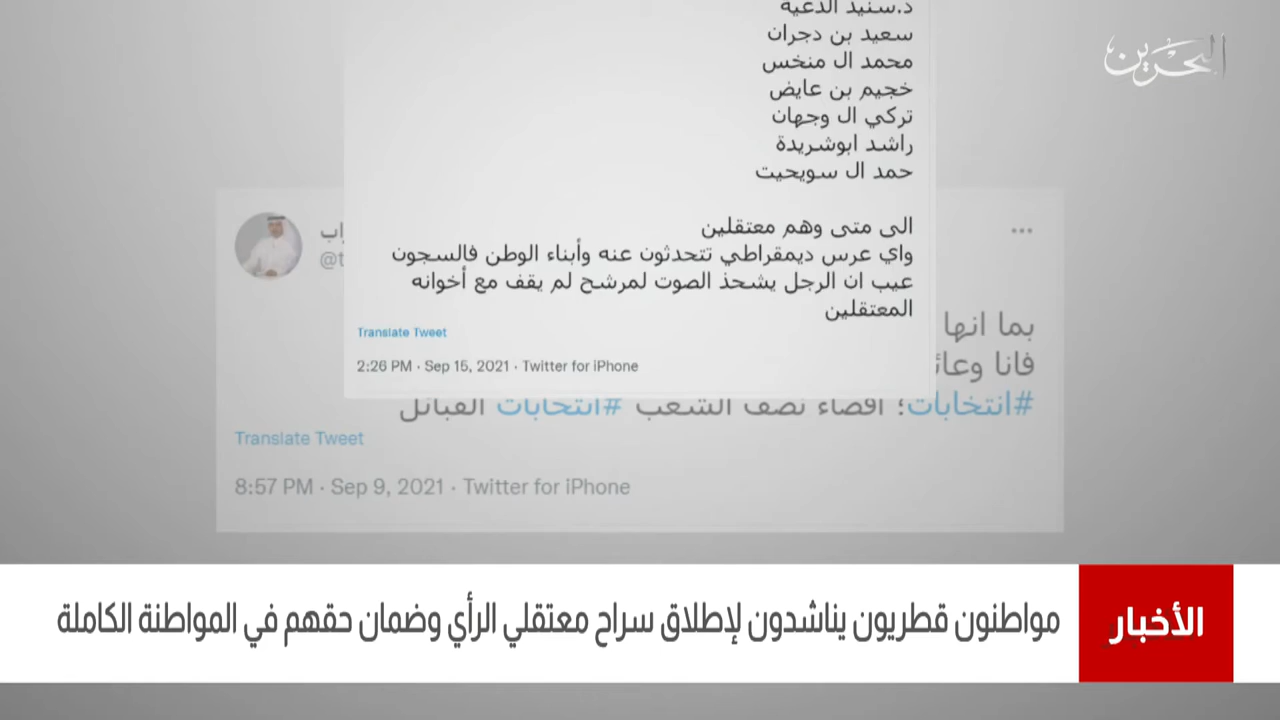 د.سنيد الدعية
سعيد بن دجران
محمد ال منخس
خجيم بن عايض
تركي ال وجهان
راشد ابوشريدة
حمد ال سويحيت
الى متى وهم معتقلين
واي عرس ديمقراطي تتحدثون عنه وأبناء الوطن فالسجون
عيب ان الرجل يشحذ الصوت لمرشح لم يقف مع أخوانه
المعتقلين
Translate Tweet
2:26 PM · Sep 15, 2021 · Twitter for iPhone
البحرين
...
@t
بما انها
فانا
#انتخابات؛ اقصاء نصف الشعب #انتخابات القبائل
Translate Tweet
8:57 PM · Sep 9, 2021 · Twitter for iPhone
الأخبار
مواطنون قطريون يناشدون لإطلاق سراح معتقلي الرأي وضمان حقهم في المواطنة الكاملة